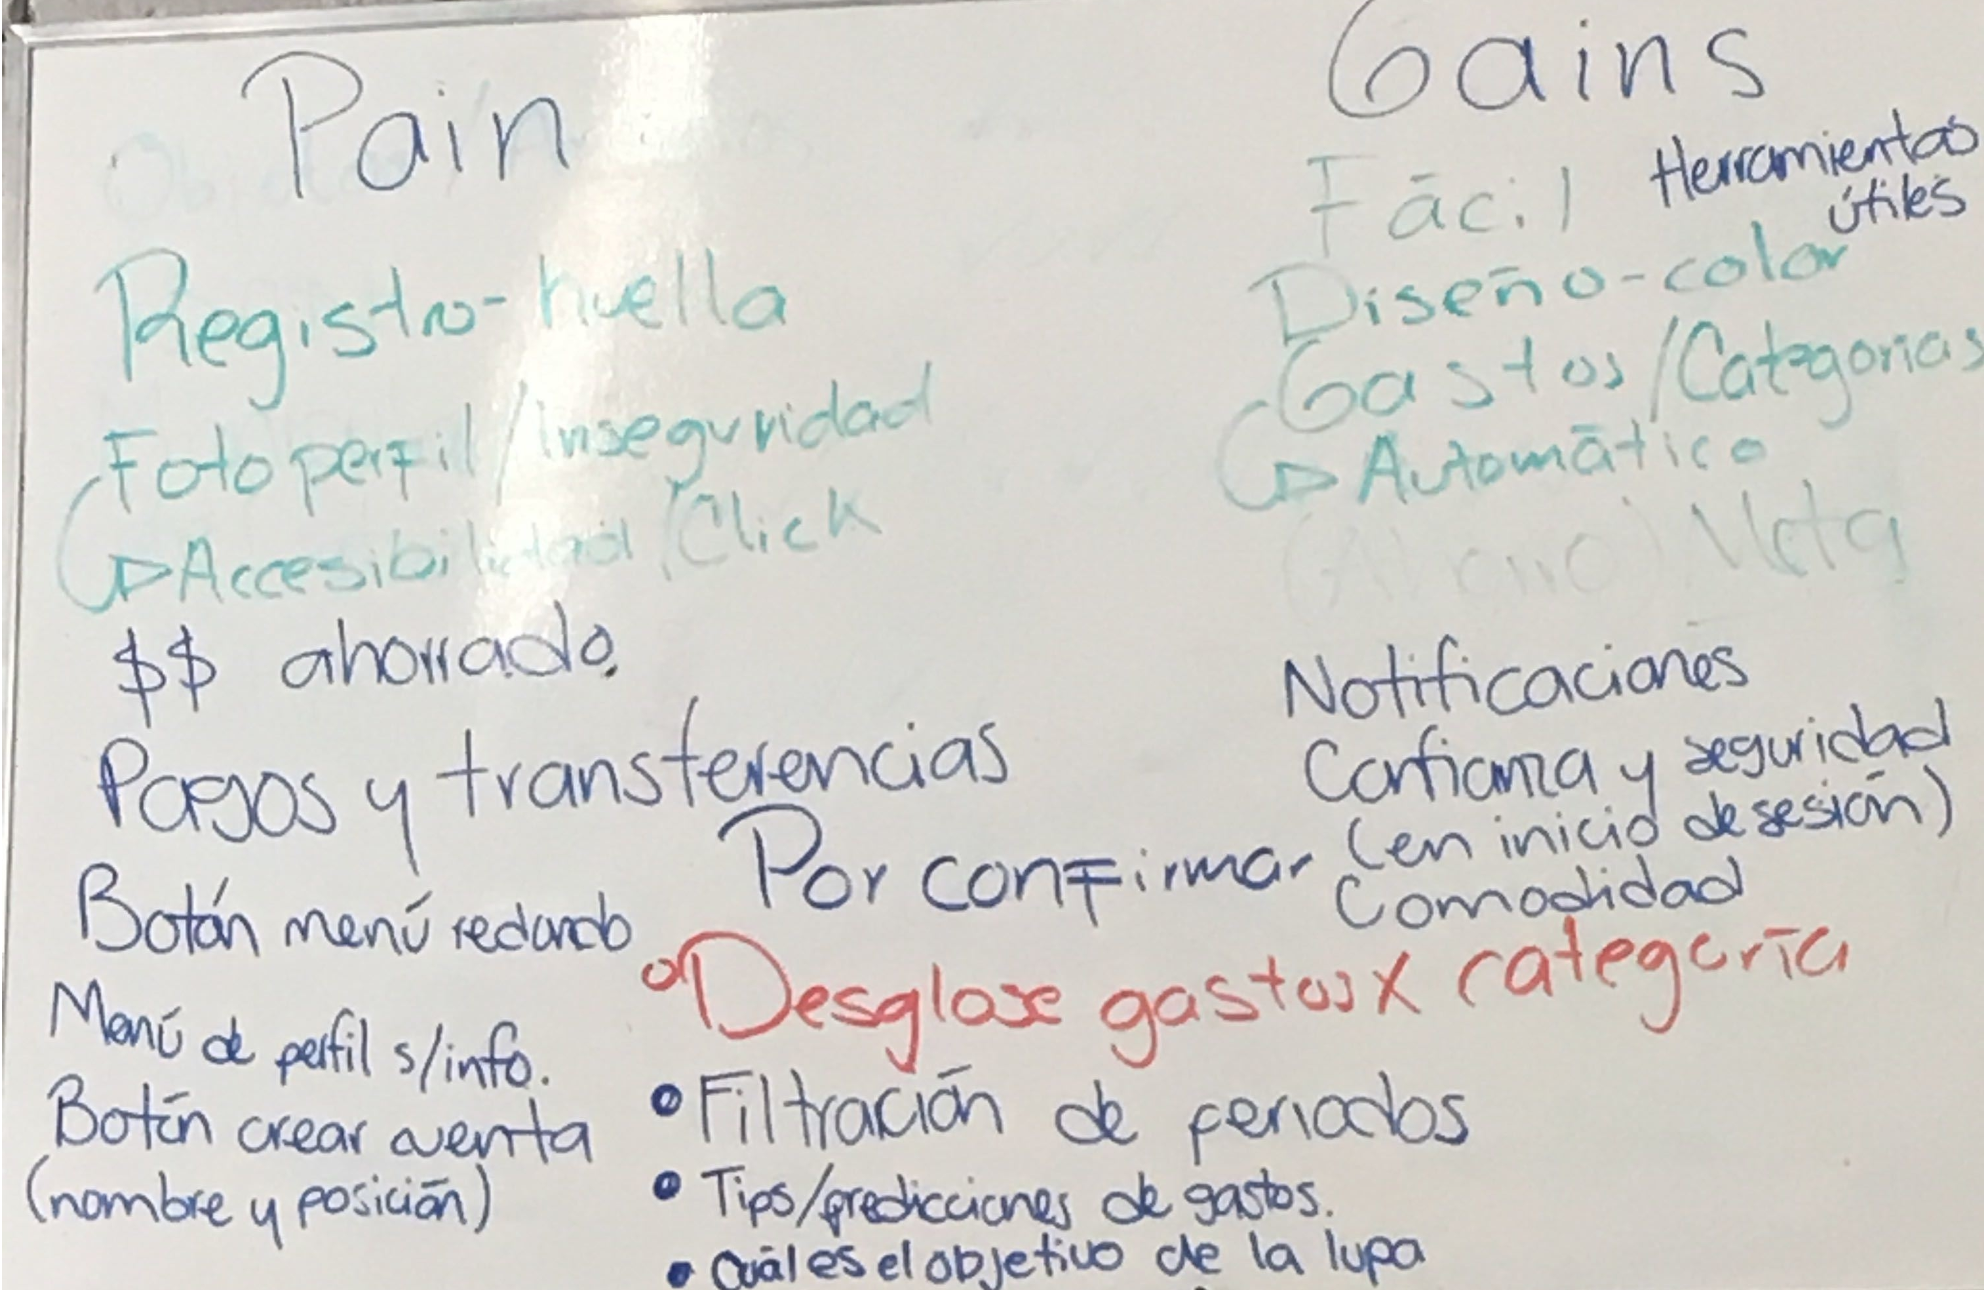 Pain
Registro-huella
Foto perfil/Inseguridad
Accesibilidad/Click
$$ ahorrado.
Pagos y transferencias
Botón menú redondo
Menú de perfil s/info.
Botón crear cuenta
(nombre y posición)
Gains
Fácil
Herramientas
útiles
Diseño-color
Gastos/Categorias
Automático
Meta
Notificaciones
Confianza y seguridad
(en inicio de sesión)
Comodidad
Por confirmar
Desglose gastos x categoría
Filtración de periodos
Tips/predicciones de gastos.
Cuál es el objetivo de la lupa